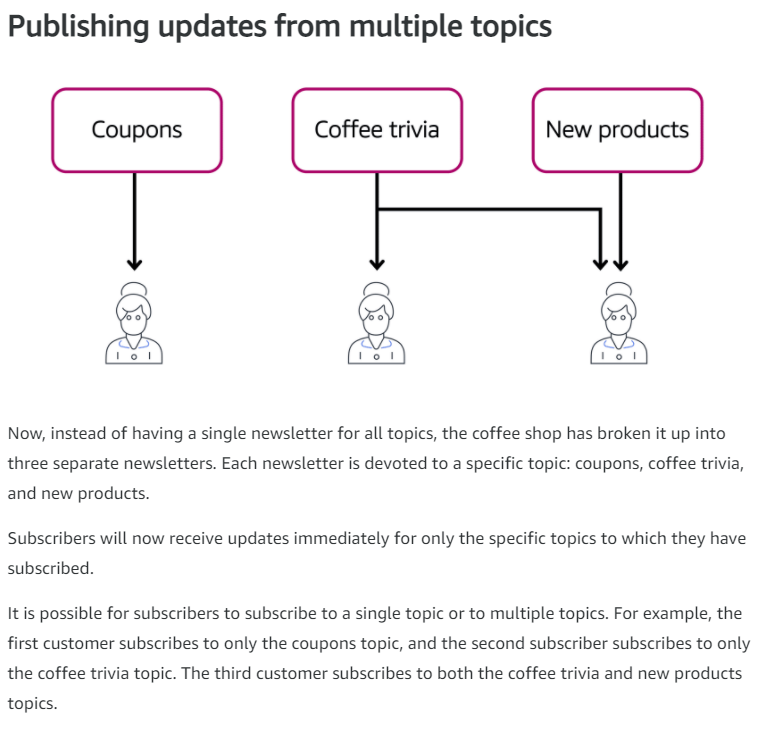 Publishing updates from multiple topics
Coupons
Coffee trivia
New products
Now, instead of having a single newsletter for all topics, the coffee shop has broken it up into
three separate newsletters. Each newsletter is devoted to a specific topic: coupons, coffee trivia,
and new products.
Subscribers will now receive updates immediately for only the specific topics to which they have
subscribed.
It is possible for subscribers to subscribe to a single topic or to multiple topics. For example, the
first customer subscribes to only the coupons topic, and the second subscriber subscribes to only
the coffee trivia topic. The third customer subscribes to both the coffee trivia and new products
topics.